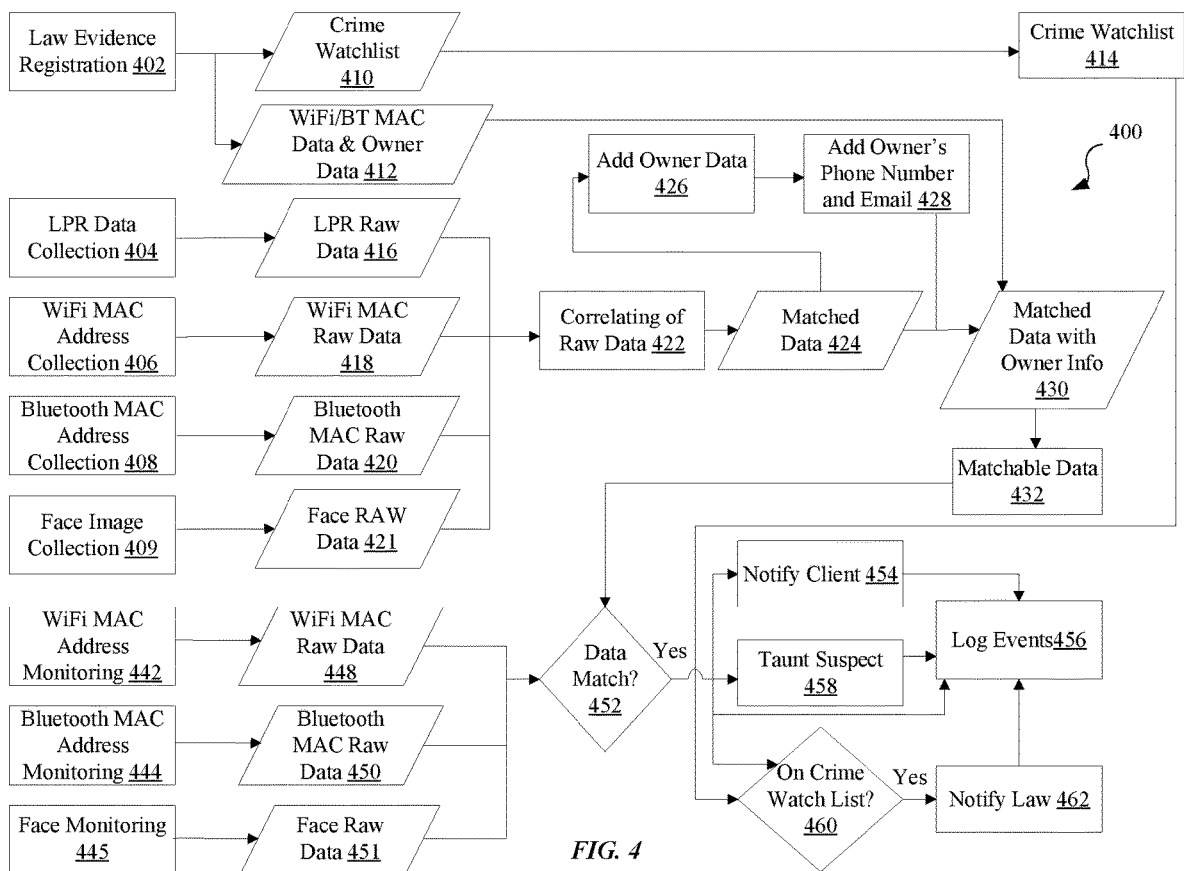 Law Evidence
Registration 402
Crime
Watchlist
410
Crime Watchlist
414
WiFi/BT MAC
Data & Owner
Data 412
400
Add Owner Data
426
Add Owner's
Phone Number
and Email 428
LPR Data
Collection 404
LPR Raw
Data 416
WiFi MAC
Address
Collection 406
WiFi MAC
Raw Data
418
Correlating of
Raw Data 422
Matched
Data 424
Matched
Data with
Owner Info
430
Bluetooth MAC
Address
Collection 408
Bluetooth
MAC Raw
Data 420
Matchable Data
432
Face Image
Collection 409
Face RAW
Data 421
WiFi MAC
Address
Monitoring 442
WiFi MAC
Raw Data
448
Data
Match?
452
Yes
Notify Client 454
Log Events456
Taunt Suspect
458
Bluetooth MAC
Address
Monitoring 444
Bluetooth
MAC Raw
Data 450
On Crime
Watch List?
460
Yes
Notify Law 462
Face Monitoring
445
Face Raw
Data 451
FIG. 4